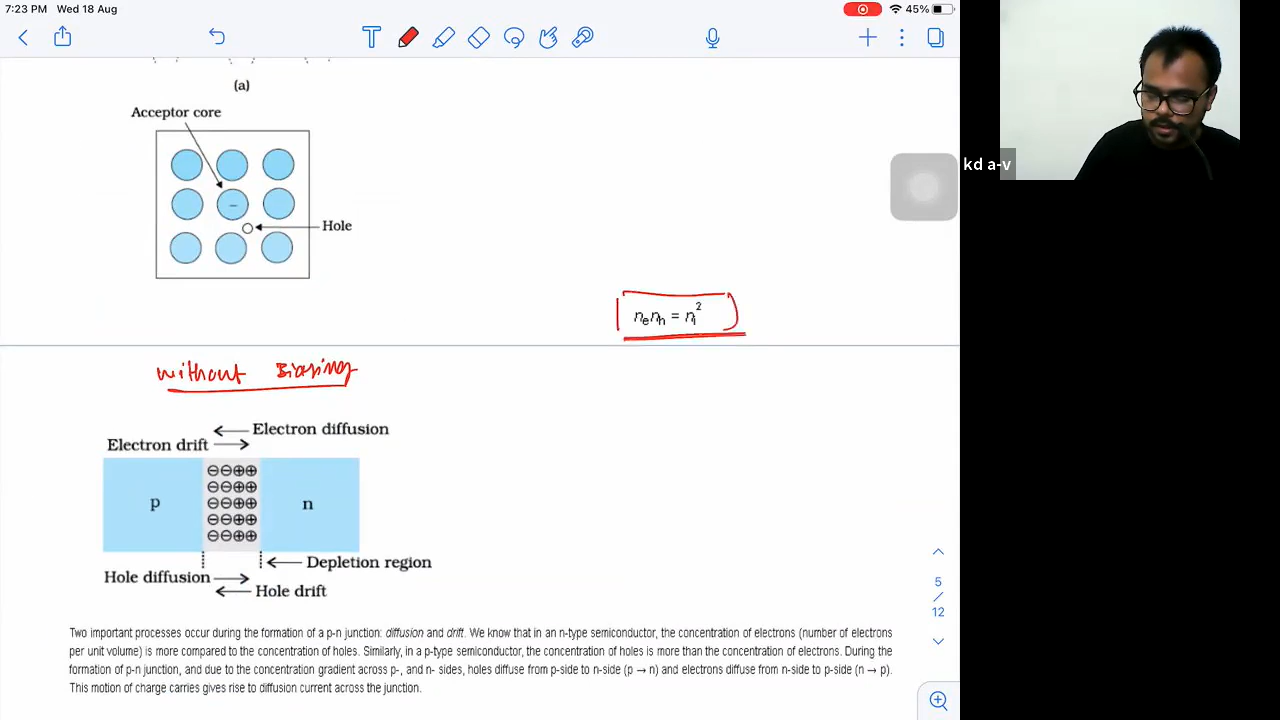 7:23 PM Wed 18 Aug
45%
T
(a)
Acceptor core
−
Hole
kd a-v
nₑnₕ = nᵢ²
without Biasing
Electron diffusion
Electron drift
⊖⊖⊕⊕
⊖⊖⊕⊕
p ⊖⊖⊕⊕ n
⊖⊖⊕⊕
⊖⊖⊕⊕
Depletion region
Hole diffusion
Hole drift
5
/
12
Two important processes occur during the formation of a p-n junction: diffusion and drift. We know that in an n-type semiconductor, the concentration of electrons (number of electrons
per unit volume) is more compared to the concentration of holes. Similarly, in a p-type semiconductor, the concentration of holes is more than the concentration of electrons. During the
formation of p-n junction, and due to the concentration gradient across p-, and n- sides, holes diffuse from p-side to n-side (p → n) and electrons diffuse from n-side to p-side (n → p).
This motion of charge carries gives rise to diffusion current across the junction.